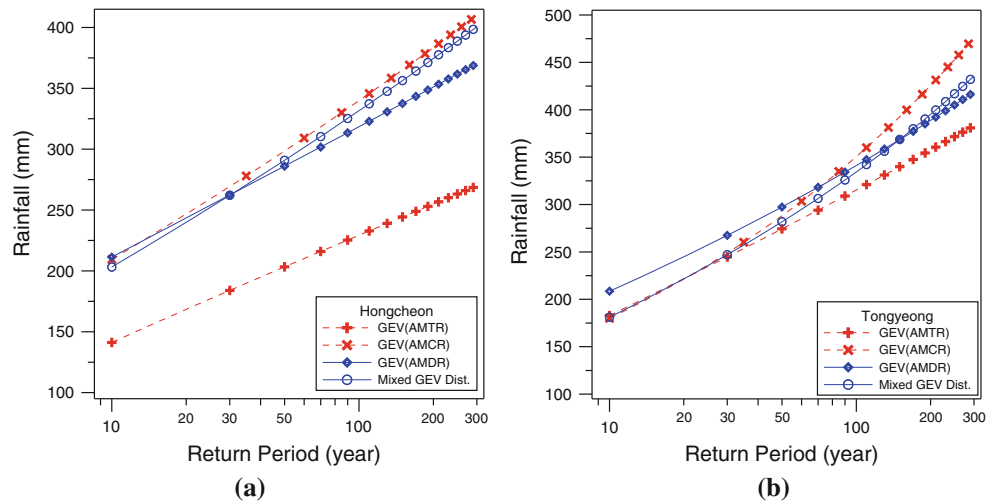 400
350
300
250
200
150
100
Rainfall (mm)
10
20
30
50
100
200
300
Return Period (year)
Hongcheon
GEV(AMTR)
GEV(AMCR)
GEV(AMDR)
Mixed GEV Dist.
(a)
500
450
400
350
300
250
200
150
100
Rainfall (mm)
10
20
30
50
100
200
300
Return Period (year)
Tongyeong
GEV(AMTR)
GEV(AMCR)
GEV(AMDR)
Mixed GEV Dist.
(b)